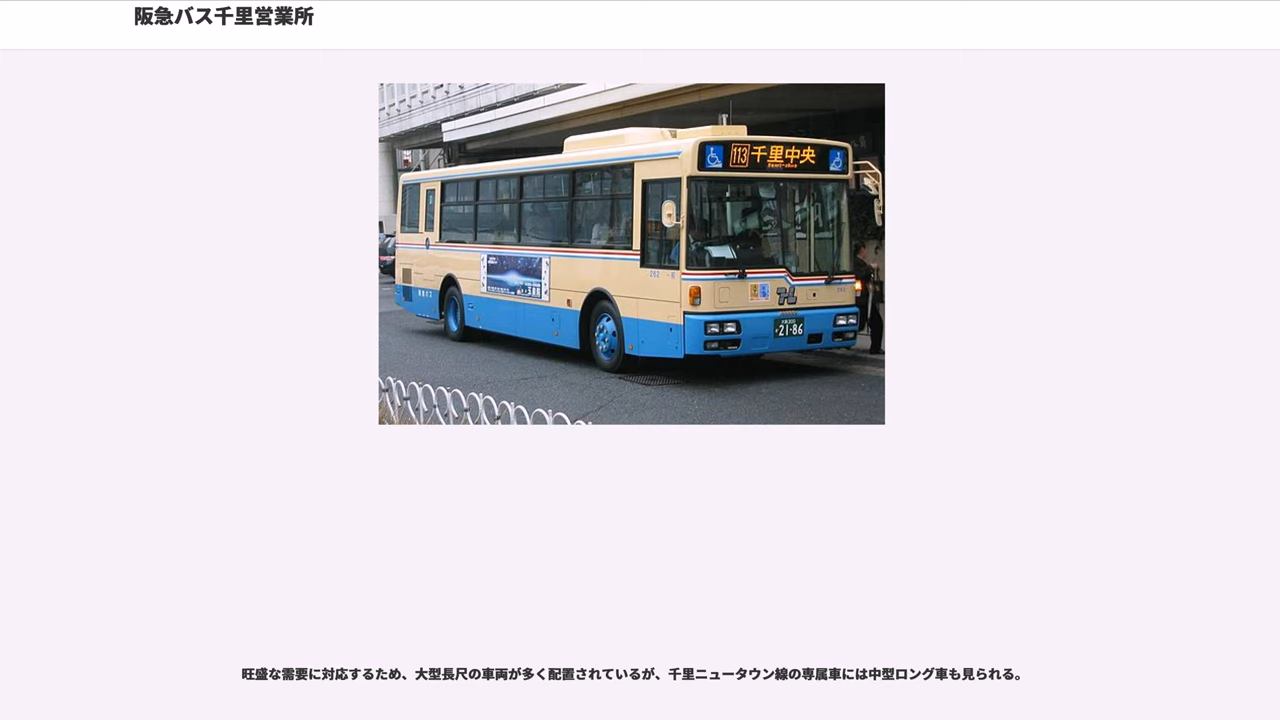 阪急バス千里営業所
113 千里中央
21-86
旺盛な需要に対応するため、大型長尺の車両が多く配置されているが、千里ニュータウン線の専属車には中型ロング車も見られる。